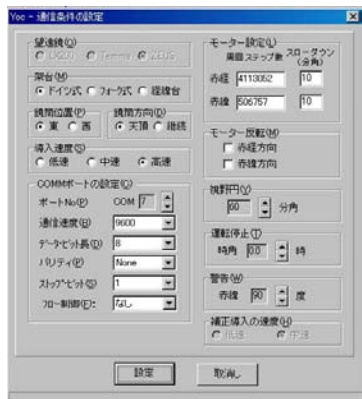 Yoc - 通信条件の設定
望遠鏡(O)
LX200 Temma ZEUS
架台(M)
ドイツ式 フォーク式 経緯台
鏡筒位置(P)
東 西
鏡筒方向(D)
天頂 継続
導入速度(S)
低速 中速 高速
COMMポートの設定(C)
ポートNo(P) COM 7
通信速度(B) 9600
データビット長(D) 8
パリティ(P) None
ストップビット(S) 1
フロー制御(F): なし
モーター設定(L)
周回ステップ数 スローダウン
(分角)
赤経 4113052 10
赤緯 506757 10
モーター反転(M)
赤経方向
赤緯方向
視野円(V)
60 分角
運転停止(T)
時角 0.0 時
警告(W)
赤緯 90 度
補正導入の速度(H)
低速 中速
設定 取消し